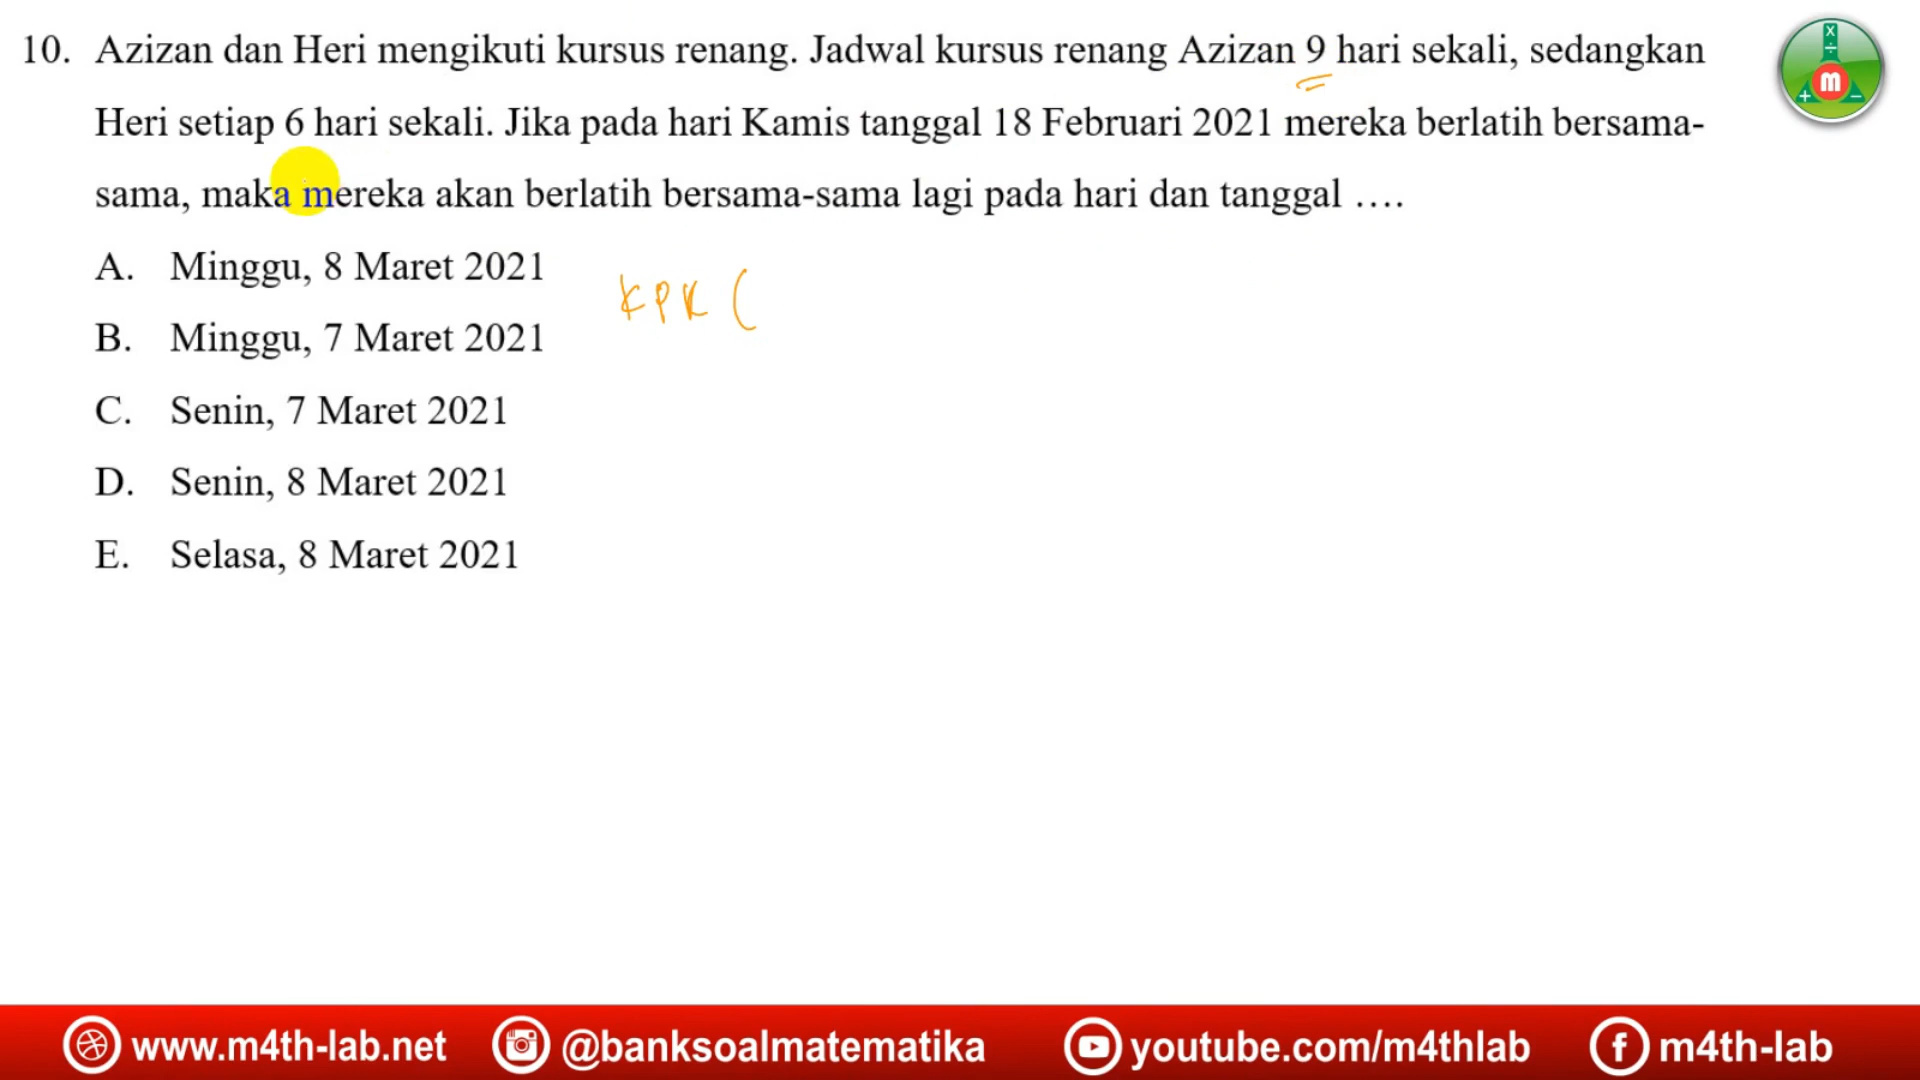 10. Azizan dan Heri mengikuti kursus renang. Jadwal kursus renang Azizan 9 hari sekali, sedangkan
Heri setiap 6 hari sekali. Jika pada hari Kamis tanggal 18 Februari 2021 mereka berlatih bersama-
sama, maka mereka akan berlatih bersama-sama lagi pada hari dan tanggal ….
A. Minggu, 8 Maret 2021
KPK (
B. Minggu, 7 Maret 2021
C. Senin, 7 Maret 2021
D. Senin, 8 Maret 2021
E. Selasa, 8 Maret 2021
x ÷ m + −
www.m4th-lab.net @banksoalmatematika youtube.com/m4thlab f m4th-lab